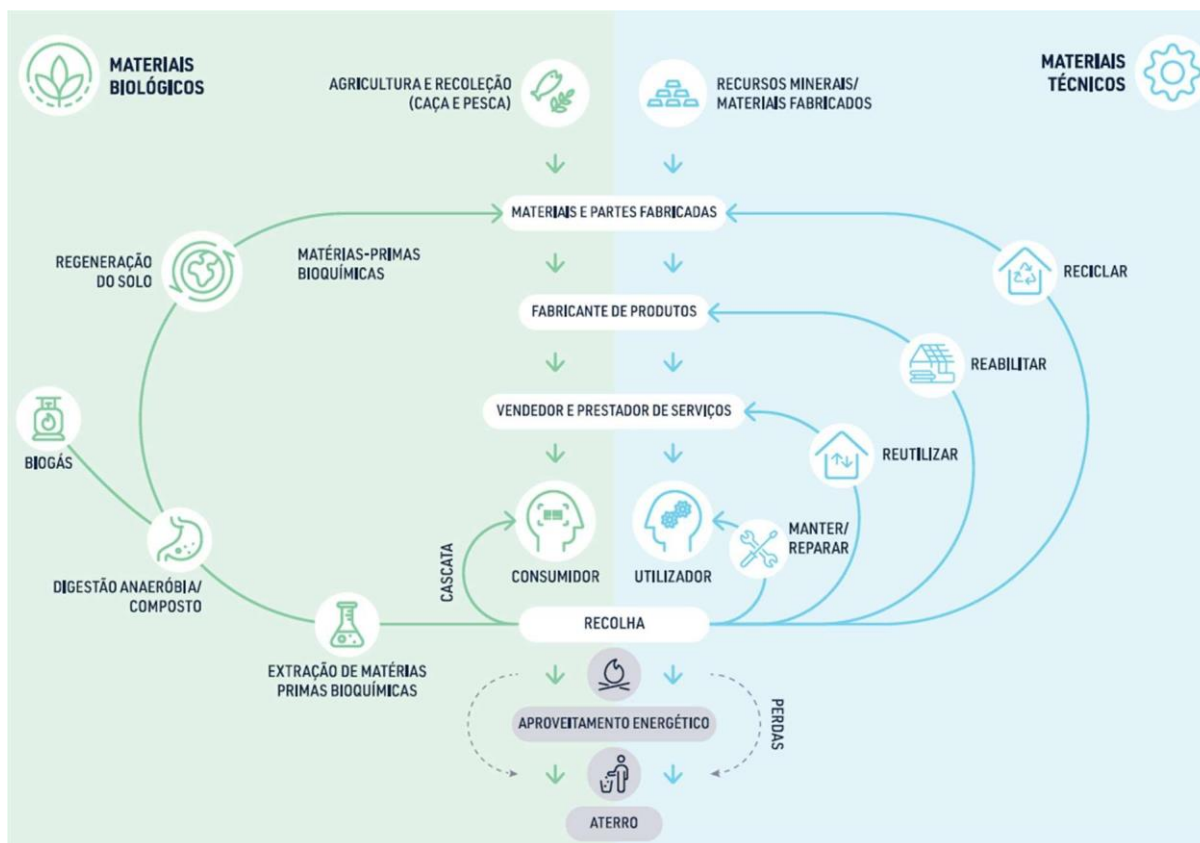 MATERIAIS
BIOLÓGICOS
AGRICULTURA E RECOLEÇÃO
(CAÇA E PESCA)
RECURSOS MINERAIS/
MATERIAIS FABRICADOS
MATERIAIS
TÉCNICOS
MATERIAIS E PARTES FABRICADAS
REGENERAÇÃO
DO SOLO
MATÉRIAS-PRIMAS
BIOQUÍMICAS
RECICLAR
FABRICANTE DE PRODUTOS
REABILITAR
VENDEDOR E PRESTADOR DE SERVIÇOS
REUTILIZAR
BIOGÁS
MANTER/
REPARAR
CASCATA
CONSUMIDOR
UTILIZADOR
DIGESTÃO ANAERÓBIA/
COMPOSTO
RECOLHA
EXTRAÇÃO DE MATÉRIAS
PRIMAS BIOQUÍMICAS
APROVEITAMENTO ENERGÉTICO
PERDAS
ATERRO